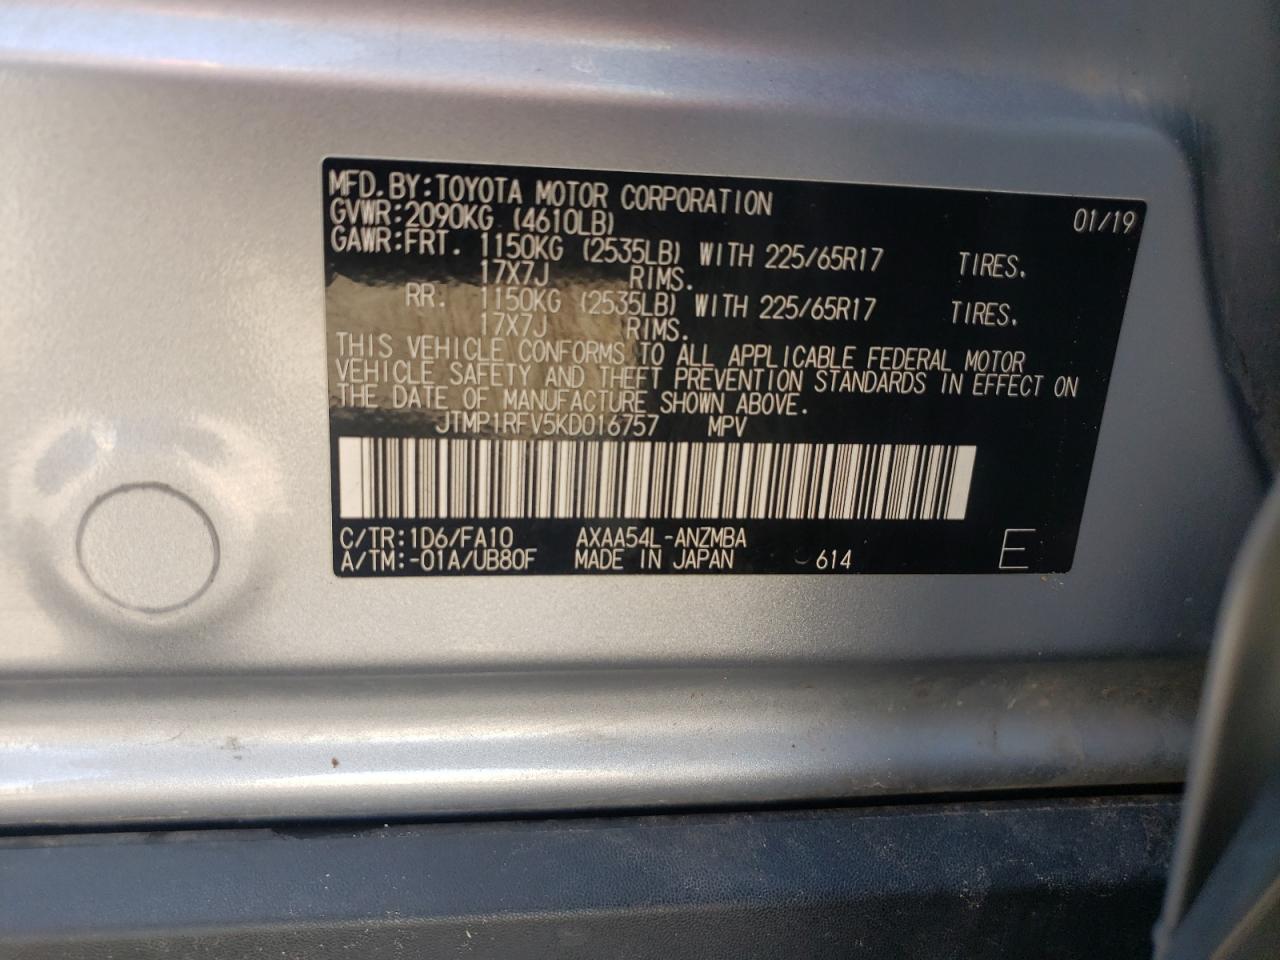 MFD. BY: TOYOTA MOTOR CORPORATION 01/19
GVWR: 2090KG (4610LB)
GAWR: FRT. 1150KG (2535LB) WITH 225/65R17 TIRES.
17X7J RIMS.
RR. 1150KG (2535LB) WITH 225/65R17 TIRES.
17X7J RIMS.
THIS VEHICLE CONFORMS TO ALL APPLICABLE FEDERAL MOTOR
VEHICLE SAFETY AND THEFT PREVENTION STANDARDS IN EFFECT ON
THE DATE OF MANUFACTURE SHOWN ABOVE.
JTMP1RFV5KD016757 MPV
C/TR: 1D6/FA10 AXAA54L-ANZMBA
A/TM: -01A/UB80F MADE IN JAPAN 614 E